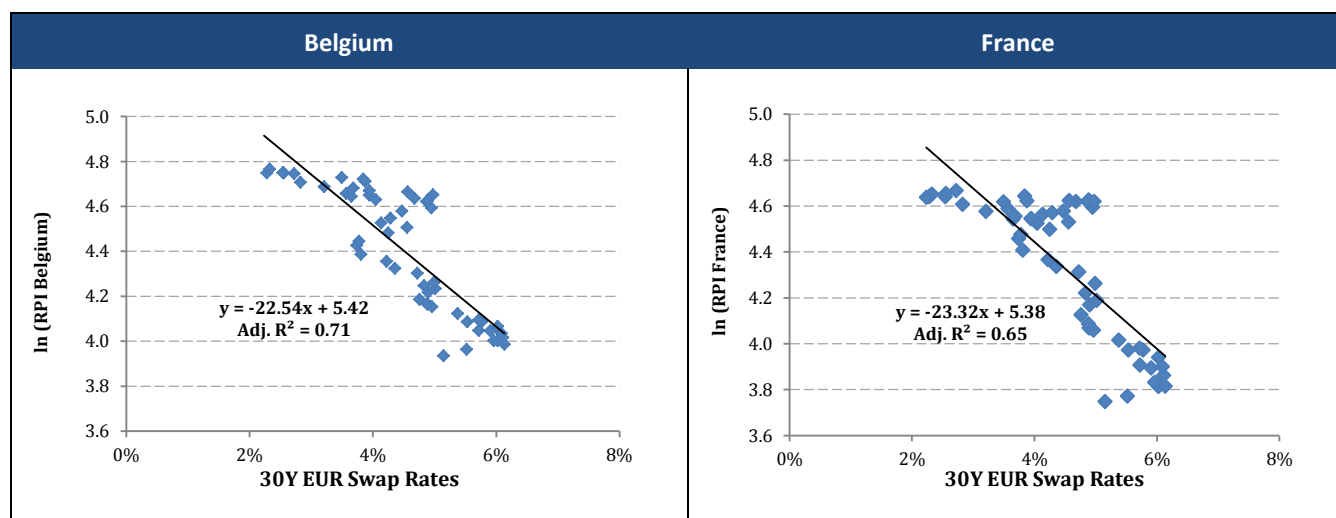 Belgium
France
5.0
4.8
4.6
4.4
4.2
4.0
3.8
3.6
ln (RPI Belgium)
y = -22.54x + 5.42
Adj. R² = 0.71
0%
2%
4%
6%
8%
30Y EUR Swap Rates
5.0
4.8
4.6
4.4
4.2
4.0
3.8
3.6
ln (RPI France)
y = -23.32x + 5.38
Adj. R² = 0.65
0%
2%
4%
6%
8%
30Y EUR Swap Rates